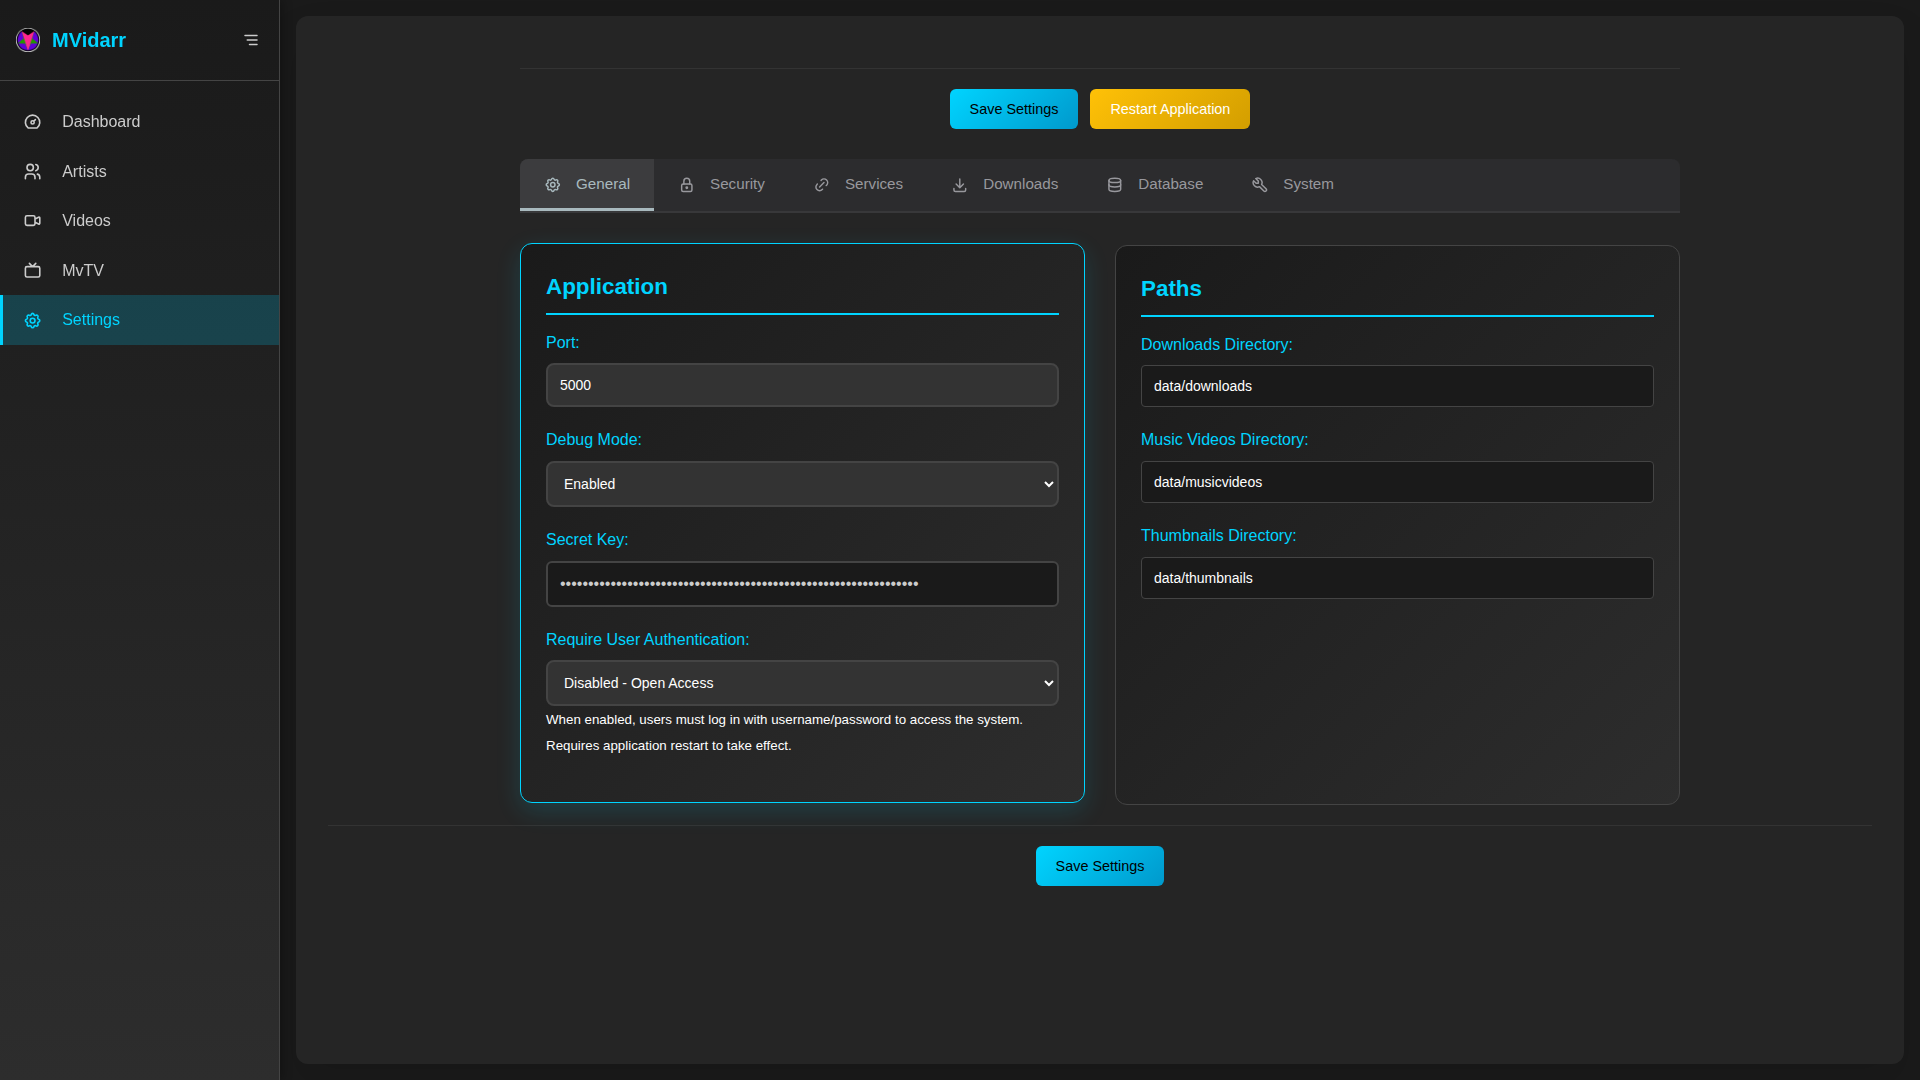 MVidarr
Dashboard
Artists
Videos
MvTV
Settings
Save Settings
Restart Application
General
Security
Services
Downloads
Database
System
Application
Port:
5000
Debug Mode:
Enabled
Secret Key:
Require User Authentication:
Disabled - Open Access
When enabled, users must log in with username/password to access the system.
Requires application restart to take effect.
Paths
Downloads Directory:
data/downloads
Music Videos Directory:
data/musicvideos
Thumbnails Directory:
data/thumbnails
Save Settings